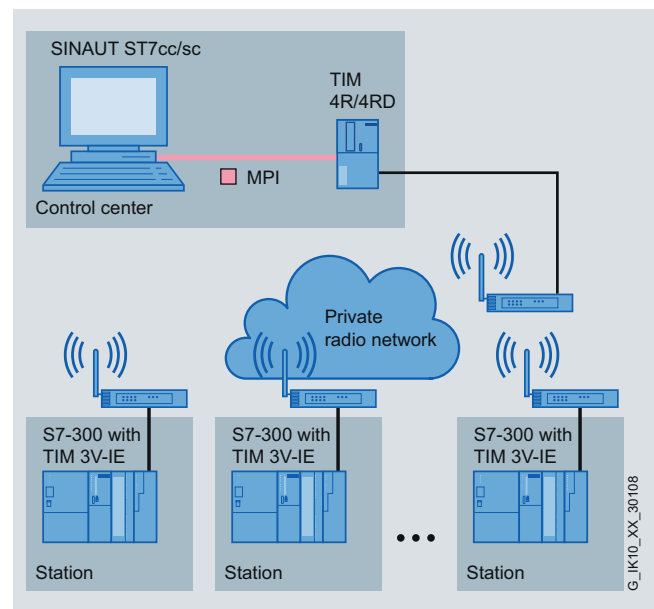 SINAUT ST7cc/sc
TIM
4R/4RD
MPI
Control center
Private
radio network
S7-300 with
TIM 3V-IE
Station
S7-300 with
TIM 3V-IE
Station
S7-300 with
TIM 3V-IE
Station
G_IK10_XX_30108